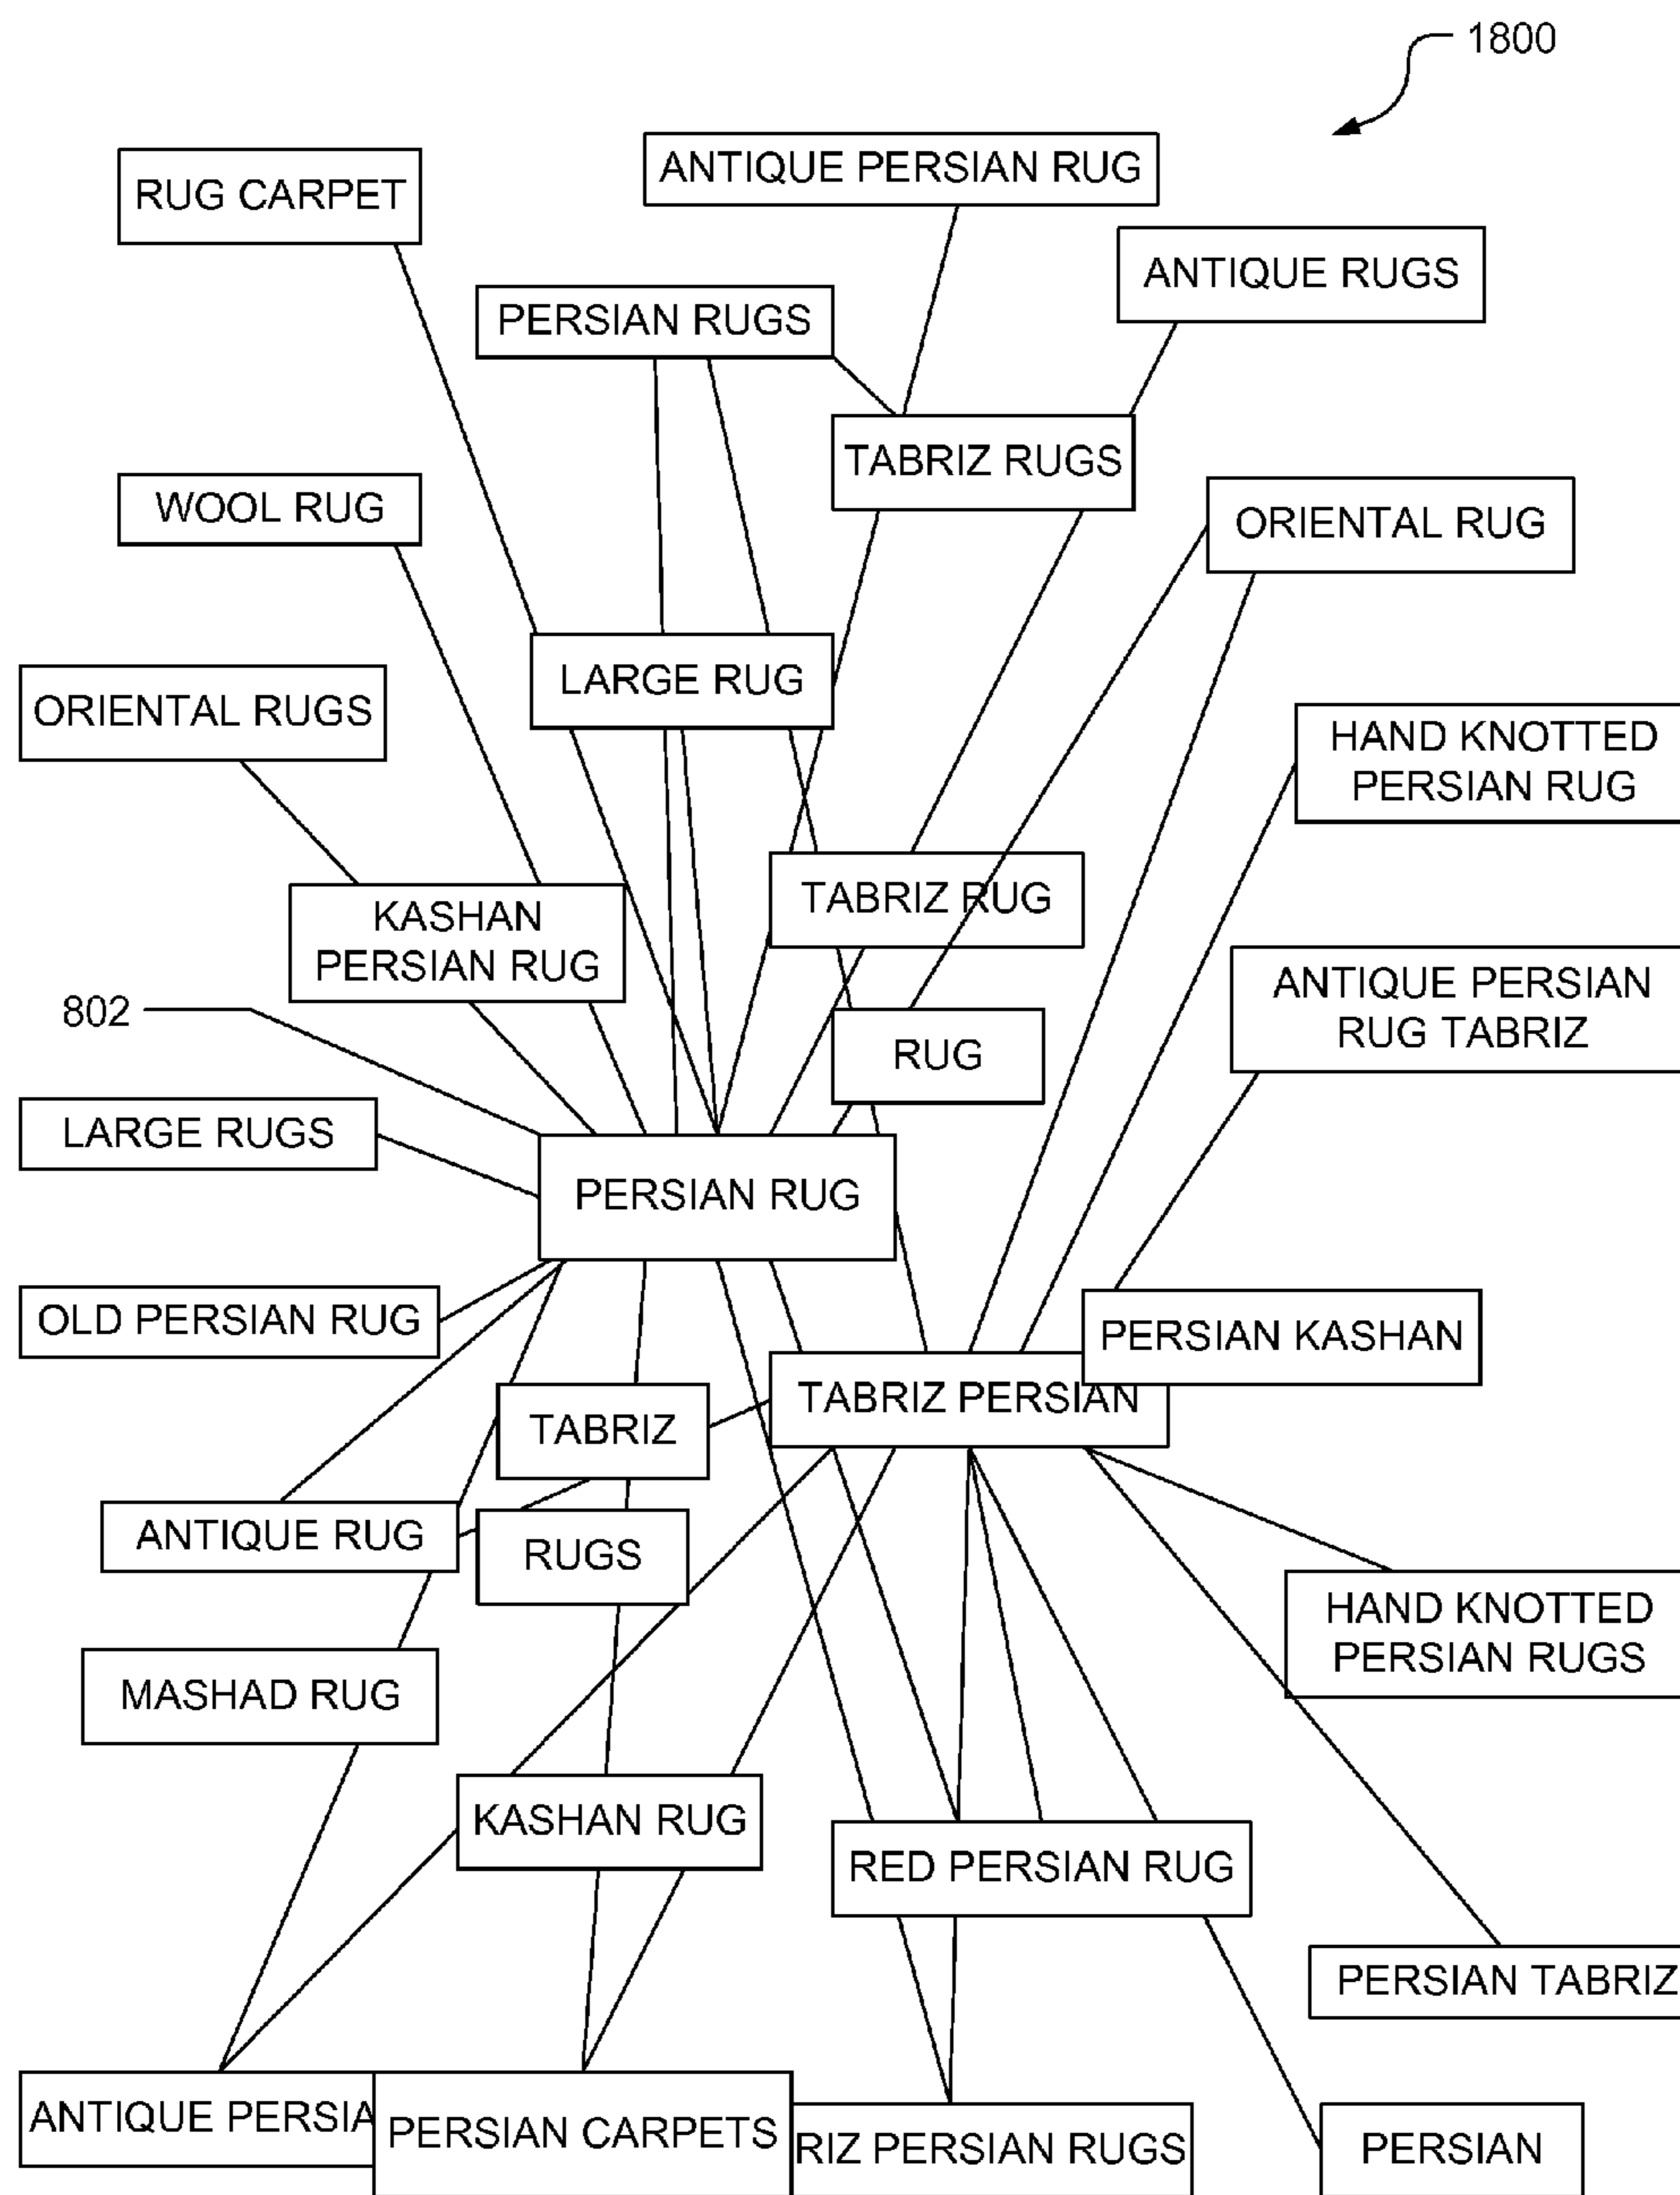 1800
ANTIQUE PERSIAN RUG
RUG CARPET
ANTIQUE RUGS
PERSIAN RUGS
TABRIZ RUGS
WOOL RUG
ORIENTAL RUG
LARGE RUG
ORIENTAL RUGS
HAND KNOTTED
PERSIAN RUG
TABRIZ RUG
KASHAN
PERSIAN RUG
ANTIQUE PERSIAN
RUG TABRIZ
802
RUG
LARGE RUGS
PERSIAN RUG
OLD PERSIAN RUG
PERSIAN KASHAN
TABRIZ PERSIAN
TABRIZ
ANTIQUE RUG
RUGS
HAND KNOTTED
PERSIAN RUGS
MASHAD RUG
KASHAN RUG
RED PERSIAN RUG
PERSIAN TABRIZ
ANTIQUE PERSIA
PERSIAN CARPETS
RIZ PERSIAN RUGS
PERSIAN